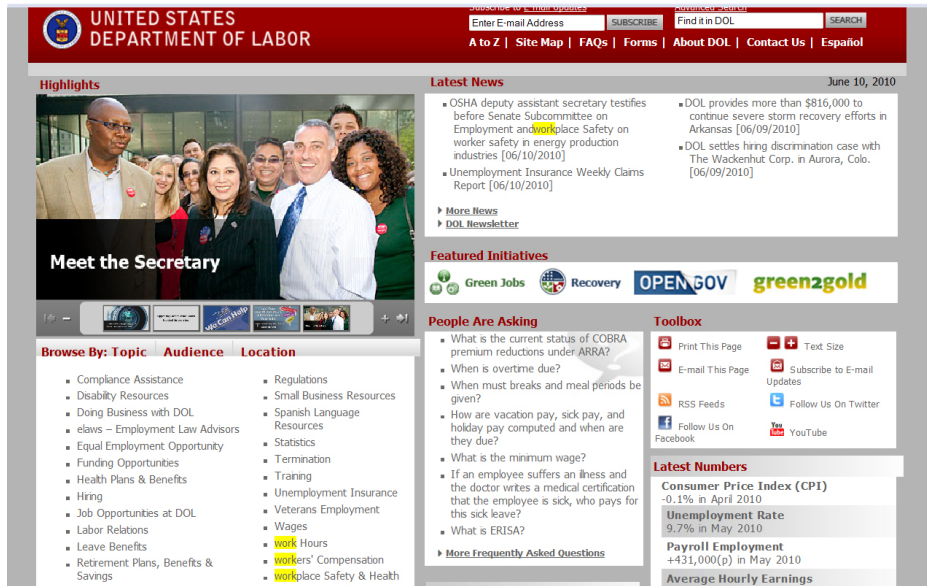 UNITED STATES
DEPARTMENT OF LABOR
Subscribe to E-mail Updates
Advanced Search
Enter E-mail Address
SUBSCRIBE
Find it in DOL
SEARCH
A to Z | Site Map | FAQs | Forms | About DOL | Contact Us | Español
Highlights
Meet the Secretary
We Can Help
Browse By: Topic Audience Location
Compliance Assistance
Disability Resources
Doing Business with DOL
elaws – Employment Law Advisors
Equal Employment Opportunity
Funding Opportunities
Health Plans & Benefits
Hiring
Job Opportunities at DOL
Labor Relations
Leave Benefits
Retirement Plans, Benefits &
Savings
Regulations
Small Business Resources
Spanish Language
Resources
Statistics
Termination
Training
Unemployment Insurance
Veterans Employment
Wages
work Hours
workers' Compensation
workplace Safety & Health
Latest News
June 10, 2010
OSHA deputy assistant secretary testifies
before Senate Subcommittee on
Employment andworkplace Safety on
worker safety in energy production
industries [06/10/2010]
Unemployment Insurance Weekly Claims
Report [06/10/2010]
DOL provides more than $816,000 to
continue severe storm recovery efforts in
Arkansas [06/09/2010]
DOL settles hiring discrimination case with
The Wackenhut Corp. in Aurora, Colo.
[06/09/2010]
More News
DOL Newsletter
Featured Initiatives
Green Jobs
Recovery
OPEN GOV
green2gold
People Are Asking
What is the current status of COBRA
premium reductions under ARRA?
When is overtime due?
When must breaks and meal periods be
given?
How are vacation pay, sick pay, and
holiday pay computed and when are
they due?
What is the minimum wage?
If an employee suffers an illness and
the doctor writes a medical certification
that the employee is sick, who pays for
this sick leave?
What is ERISA?
More Frequently Asked Questions
Toolbox
Print This Page
Text Size
E-mail This Page
Subscribe to E-mail
Updates
RSS Feeds
Follow Us On Twitter
Follow Us On
Facebook
You
Tube
YouTube
Latest Numbers
Consumer Price Index (CPI)
-0.1% in April 2010
Unemployment Rate
9.7% in May 2010
Payroll Employment
+431,000(p) in May 2010
Average Hourly Earnings